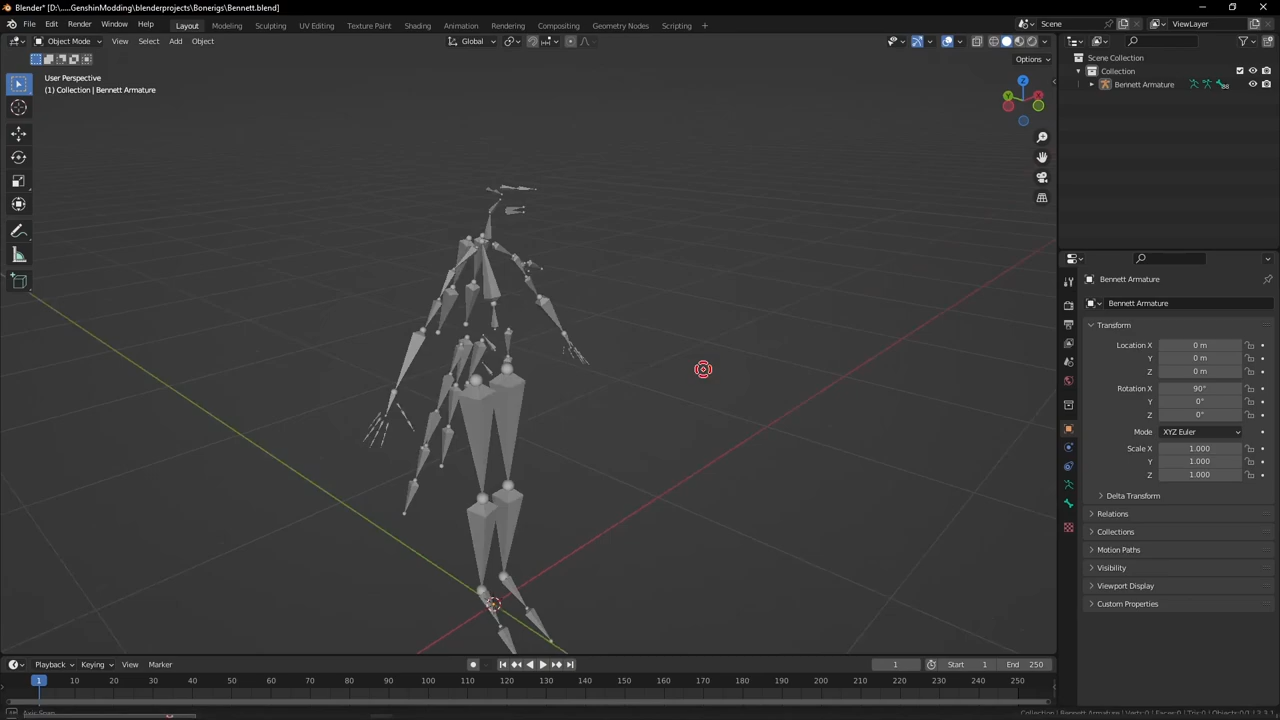 Blender* [D:\.....GenshinModding\blenderprojects\Bonerigs\Bennett.blend]
File Edit Render Window Help Layout Modeling Sculpting UV Editing Texture Paint Shading Animation Rendering Compositing Geometry Nodes Scripting Scene ViewLayer
Object Mode View Select Add Object Global
Options
User Perspective
(1) Collection | Bennett Armature
Z
Y
X
Scene Collection
Collection
Bennett Armature
Bennett Armature
Bennett Armature
Transform
Location X 0 m
Y 0 m
Z 0 m
Rotation X 90°
Y 0°
Z 0°
Mode XYZ Euler
Scale X 1.000
Y 1.000
Z 1.000
Delta Transform
Relations
Collections
Motion Paths
Visibility
Viewport Display
Custom Properties
Playback Keying View Marker 1 Start 1 End 250
1 10 20 30 40 50 60 70 80 90 100 110 120 130 140 150 160 170 180 190 200 210 220 230 240 250
Axis Snap